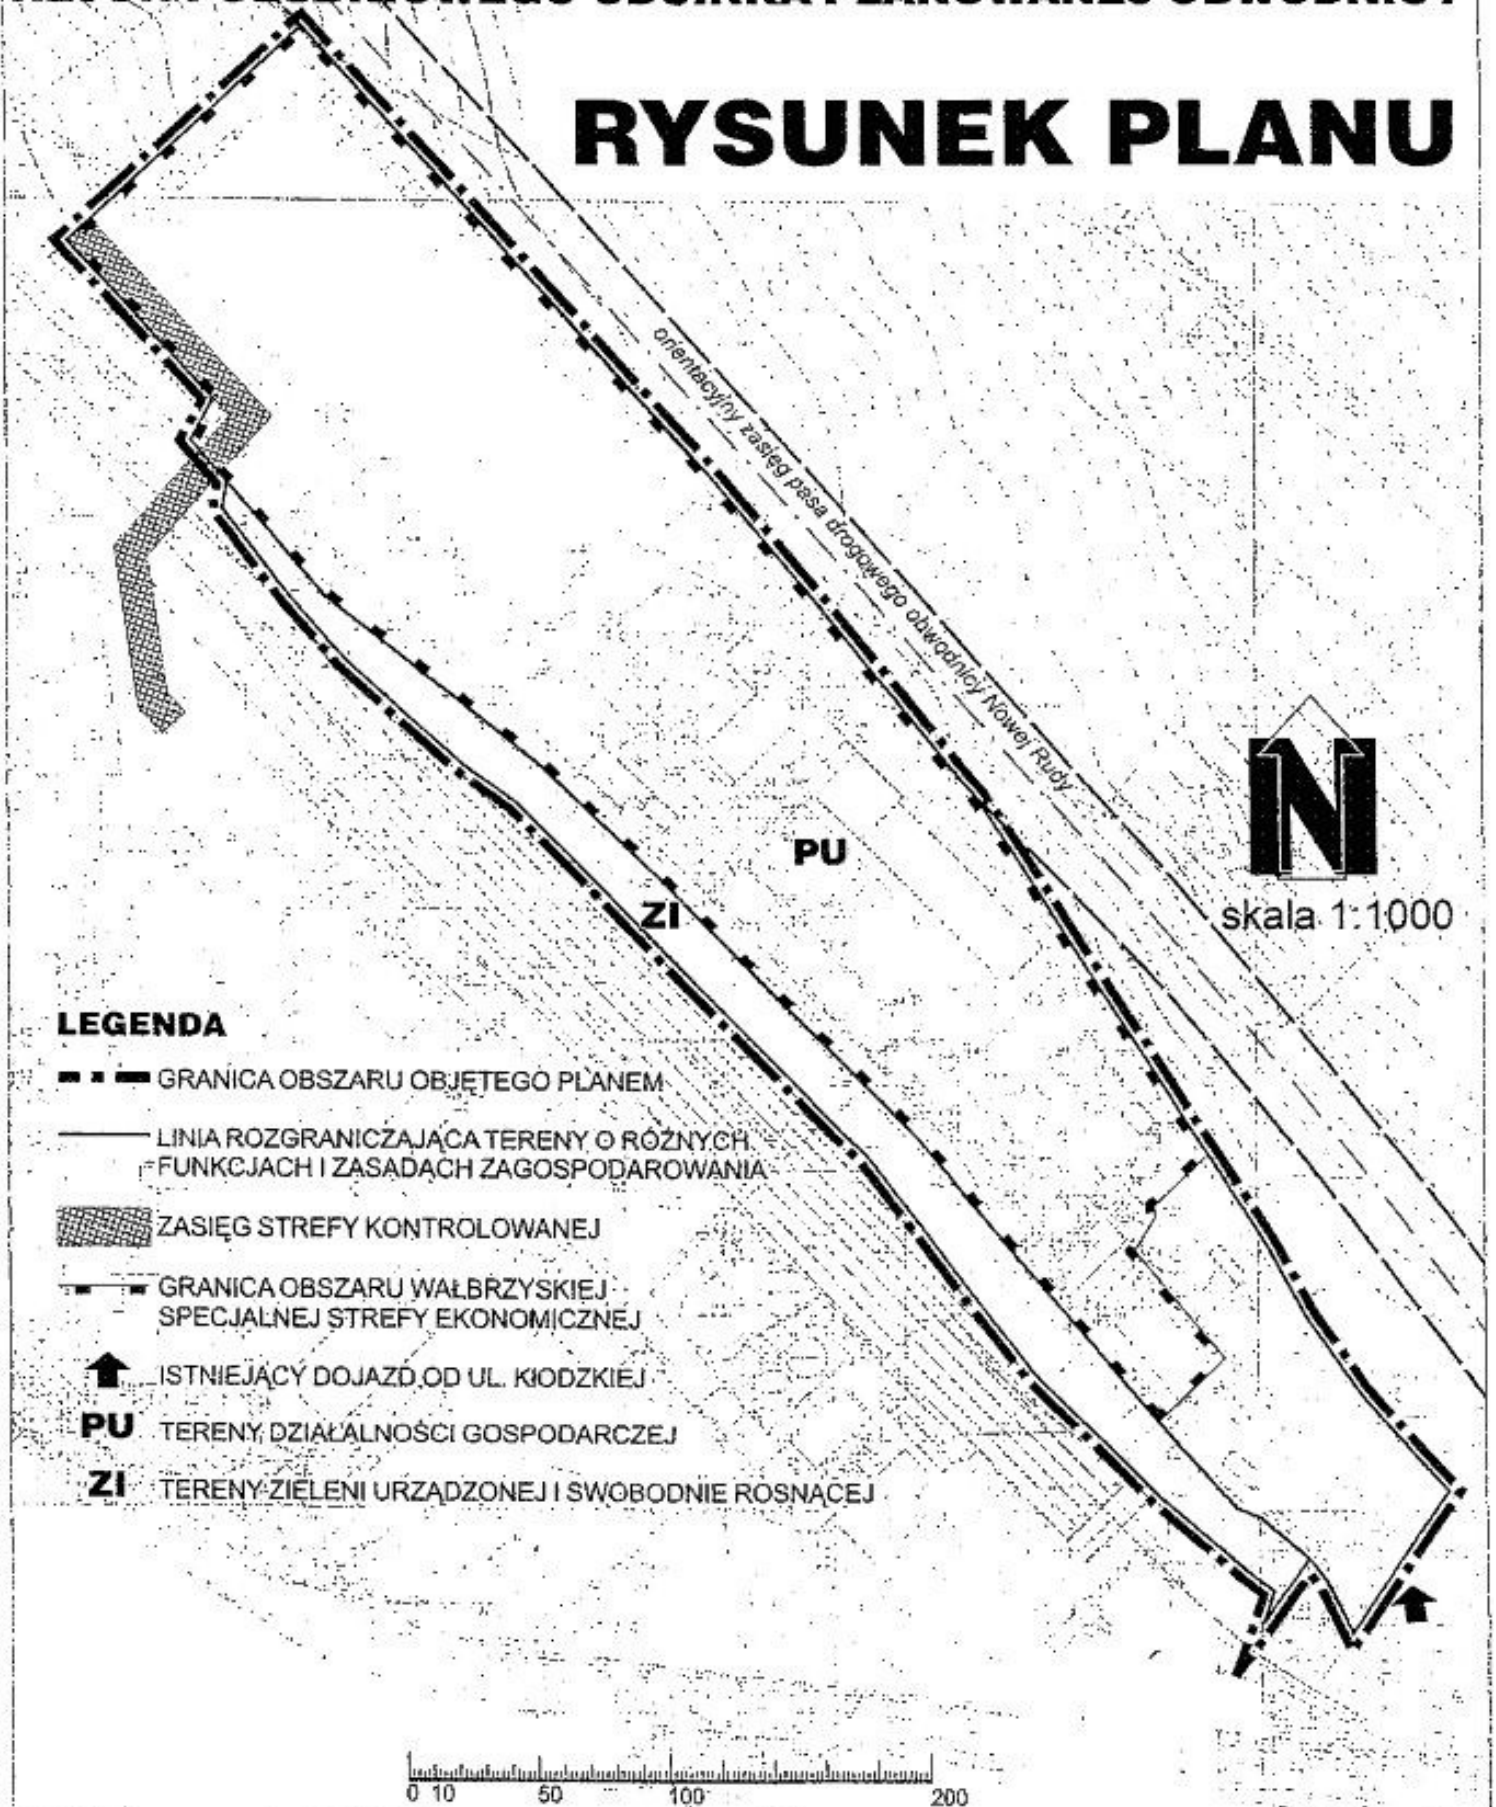 RYSUNEK PLANU
orientacyjny zasięg pasa drogowego obwodnicy Nowej Rudy
PU
ZI
N
skala 1:1000
LEGENDA
GRANICA OBSZARU OBJĘTEGO PLANEM
LINIA ROZGRANICZAJĄCA TERENY O RÓŻNYCH
FUNKCJACH I ZASADACH ZAGOSPODAROWANIA
ZASIĘG STREFY KONTROLOWANEJ
GRANICA OBSZARU WAŁBRZYSKIEJ
SPECJALNEJ STREFY EKONOMICZNEJ
ISTNIEJĄCY DOJAZD OD UL. KłODZKIEJ
PU TERENY DZIAŁALNOŚCI GOSPODARCZEJ
ZI TERENY ZIELENI URZĄDZONEJ I SWOBODNIE ROSNĄCEJ
0 10 50 100 200